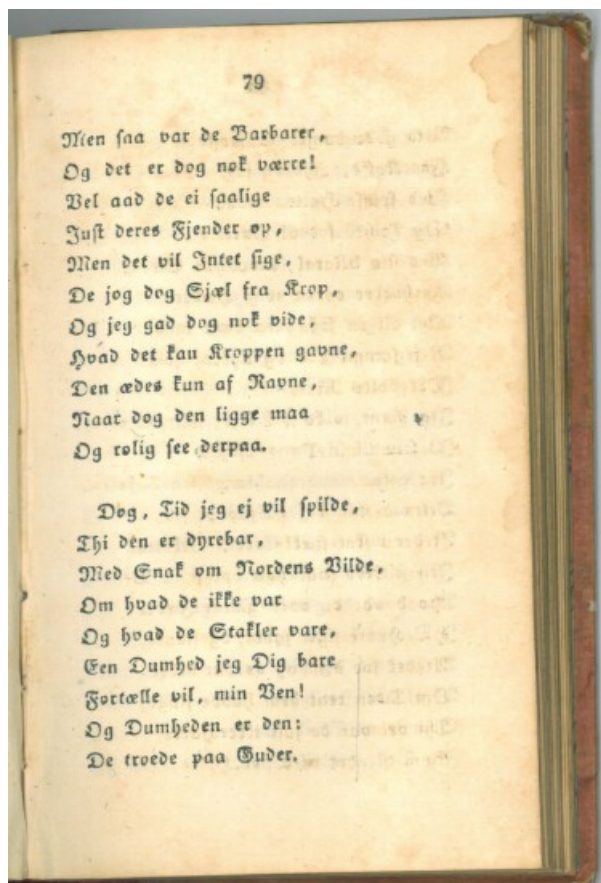 79
Men saa var de Barbarer,
Og det er dog nok værre!
Vel aad de ei saalige
Just deres Fjender op,
Men det vil Intet sige,
De jog dog Sjæl fra Krop,
Og jeg gad dog nok vide,
Hvad det kan Kroppen gavne,
Den ædes kun af Ravne,
Naar dog den ligge maa
Og rolig see derpaa.
Dog, Tid jeg ej vil spilde,
Thi den er dyrebar,
Med Snak om Nordens Vilde,
Om hvad de ikke var
Og hvad de Stakler vare,
Een Dumhed jeg Dig bare
Fortælle vil, min Ven!
Og Dumheden er den:
De troede paa Guder.